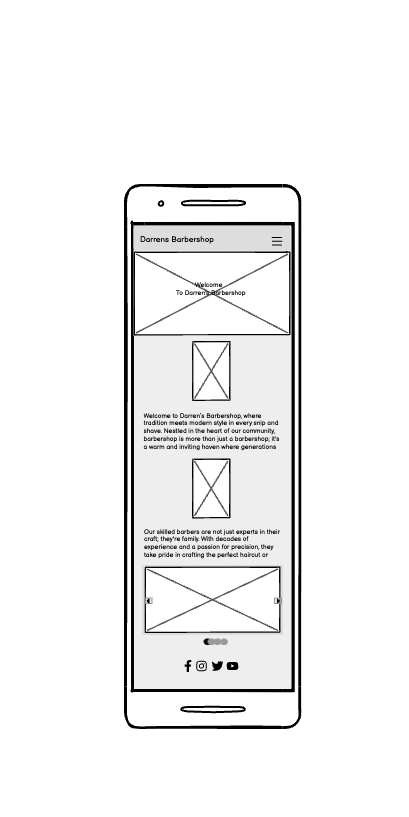 Darrens Barbershop
Welcome
To Darren's Barbershop
Welcome to Darren's Barbershop, where
tradition meets modern style in every snip and
shave. Nestled in the heart of our community,
barbershop is more than just a barbershop; it's
a warm and inviting haven where generations
Our skilled barbers are not just experts in their
craft; they're family. With decades of
experience and a passion for precision, they
take pride in crafting the perfect haircut or